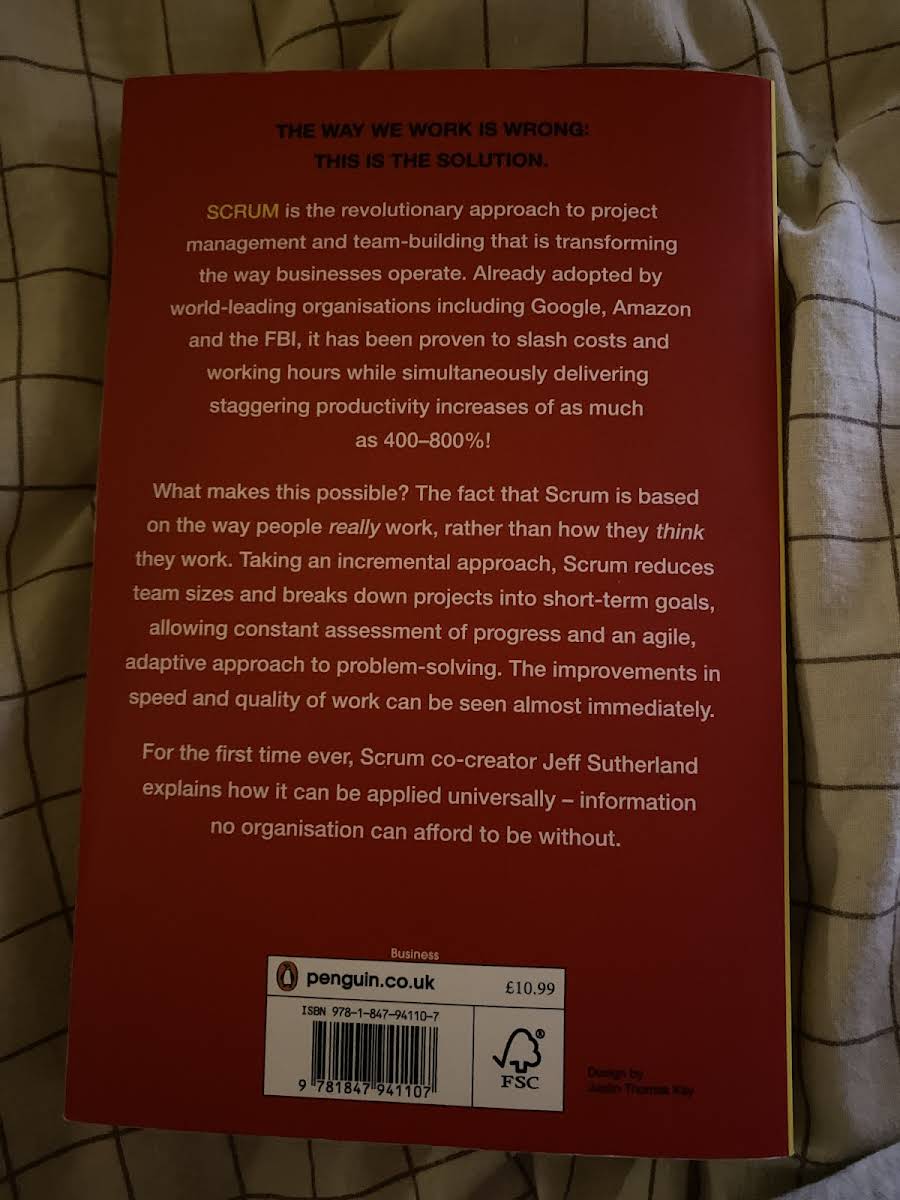 THE WAY WE WORK IS WRONG:
THIS IS THE SOLUTION.
SCRUM is the revolutionary approach to project
management and team-building that is transforming
the way businesses operate. Already adopted by
world-leading organisations including Google, Amazon
and the FBI, it has been proven to slash costs and
working hours while simultaneously delivering
staggering productivity increases of as much
as 400–800%!
What makes this possible? The fact that Scrum is based
on the way people really work, rather than how they think
they work. Taking an incremental approach, Scrum reduces
team sizes and breaks down projects into short-term goals,
allowing constant assessment of progress and an agile,
adaptive approach to problem-solving. The improvements in
speed and quality of work can be seen almost immediately.
For the first time ever, Scrum co-creator Jeff Sutherland
explains how it can be applied universally – information
no organisation can afford to be without.
Business
penguin.co.uk
£10.99
ISBN 978-1-847-94110-7
9 781847 941107
FSC
®
Design by
Justin Thomas Kay